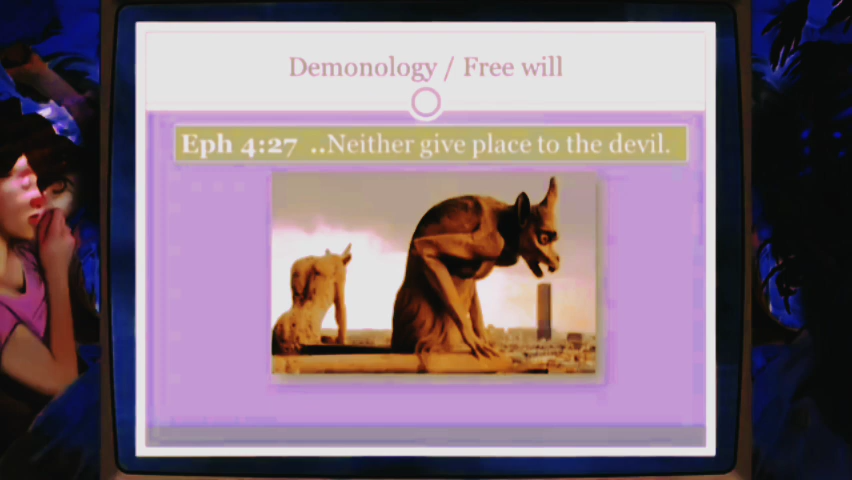 Demonology / Free will
Eph 4:27 ..Neither give place to the devil.